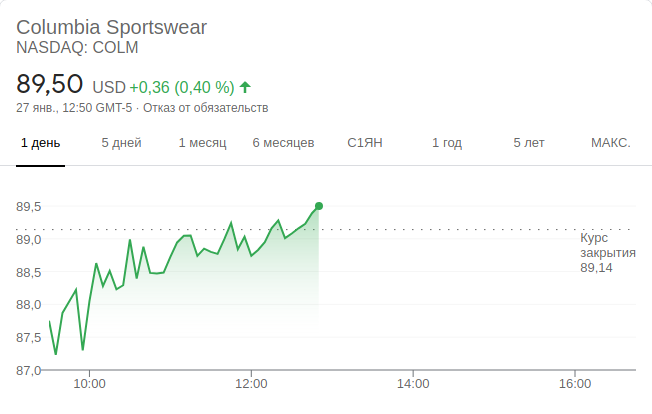 Columbia Sportswear
NASDAQ: COLM
89,50 USD +0,36 (0,40 %)
27 янв., 12:50 GMT-5 · Отказ от обязательств
1 день 5 дней 1 месяц 6 месяцев С1ЯН 1 год 5 лет МАКС.
89,5
89,0
88,5
88,0
87,5
87,0
Курс
закрытия
89,14
10:00 12:00 14:00 16:00